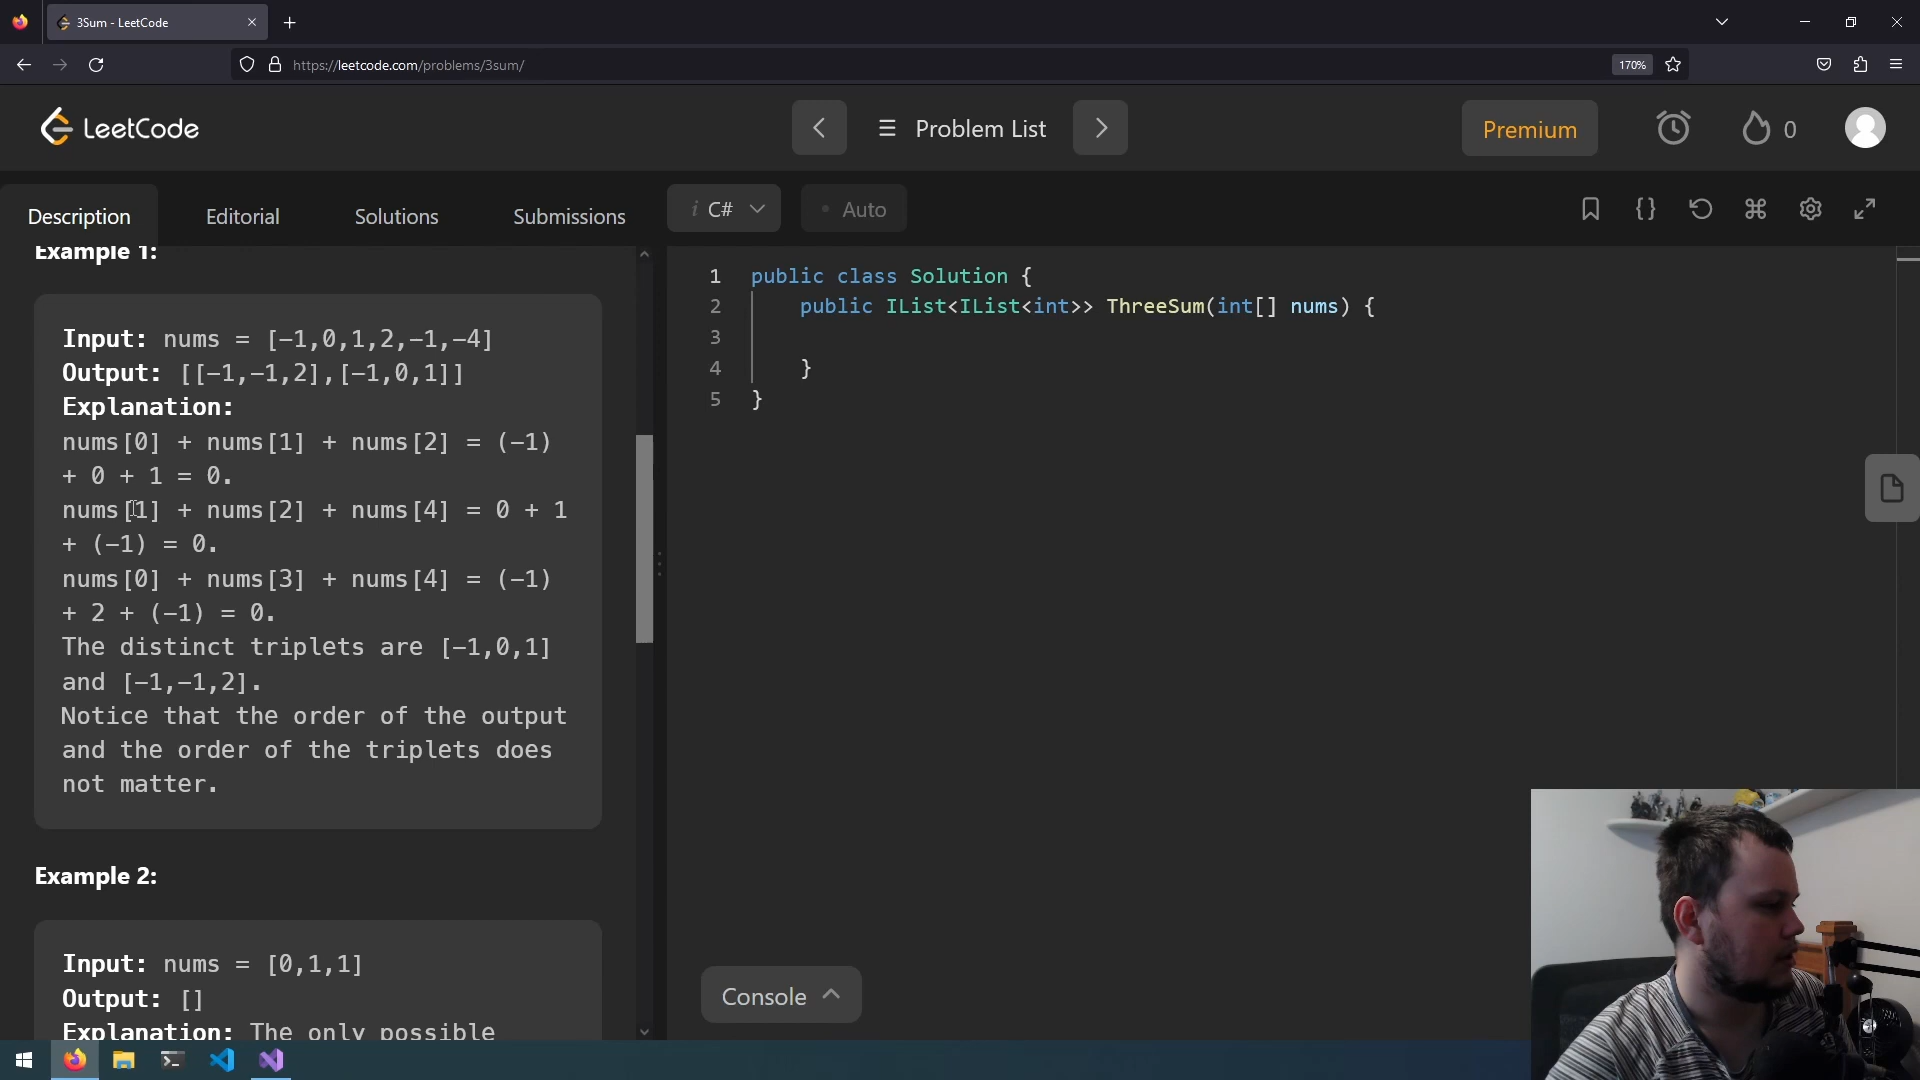 3Sum - LeetCode
https://leetcode.com/problems/3sum/
170%
LeetCode
Problem List
Premium
0
Description
Editorial
Solutions
Submissions
i C#
Auto
Example 1:
Input: nums = [-1,0,1,2,-1,-4]
Output: [[-1,-1,2],[-1,0,1]]
Explanation:
nums[0] + nums[1] + nums[2] = (-1)
+ 0 + 1 = 0.
nums[1] + nums[2] + nums[4] = 0 + 1
+ (-1) = 0.
nums[0] + nums[3] + nums[4] = (-1)
+ 2 + (-1) = 0.
The distinct triplets are [-1,0,1]
and [-1,-1,2].
Notice that the order of the output
and the order of the triplets does
not matter.
Example 2:
Input: nums = [0,1,1]
Output: []
Explanation: The only possible
1 public class Solution {
2 public IList<IList<int>> ThreeSum(int[] nums) {
3
4 }
5 }
Console